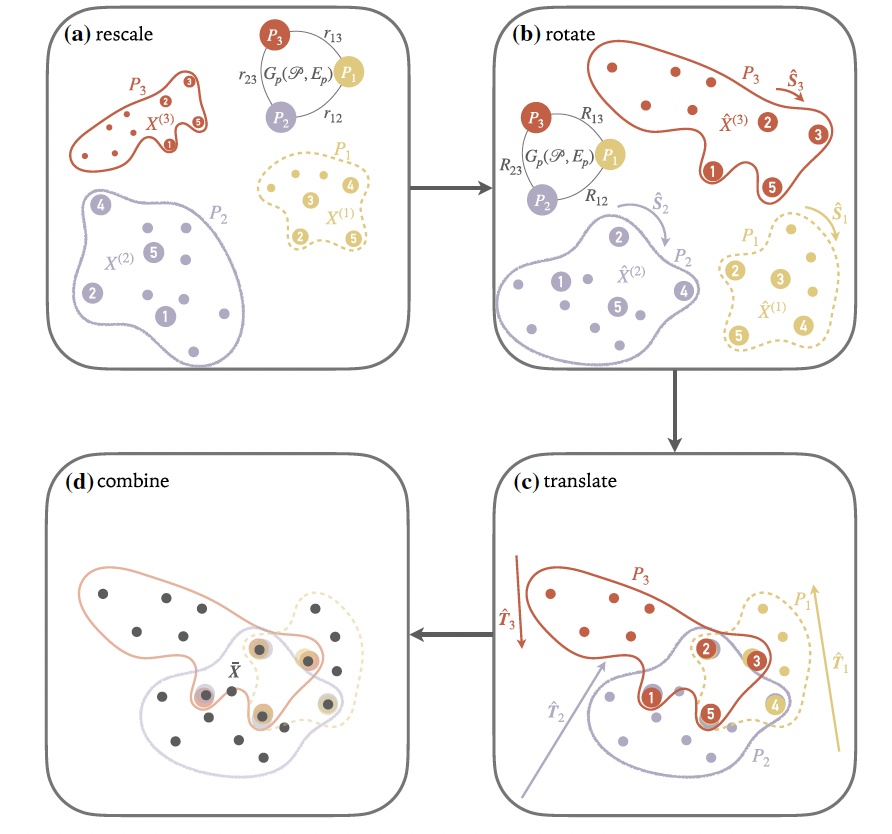 (a) rescale
P₃
r₁₃
r₂₃
Gₚ(𝒫, Eₚ)
P₁
P₂
r₁₂
P₃
X⁽³⁾
3
2
5
1
P₁
4
3
X⁽¹⁾
2
5
4
P₂
5
X⁽²⁾
2
1
(b) rotate
P₃
Ŝ₃
X̂⁽³⁾
2
3
1
5
P₃
R₁₃
R₂₃
Gₚ(𝒫, Eₚ)
P₁
P₂
R₁₂
Ŝ₂
2
P₂
1
X̂⁽²⁾
4
5
Ŝ₁
P₁
2
3
X̂⁽¹⁾
4
5
(d) combine
X̄
(c) translate
P₃
T̂₃
P₁
2
3
T̂₁
1
5
4
T̂₂
P₂